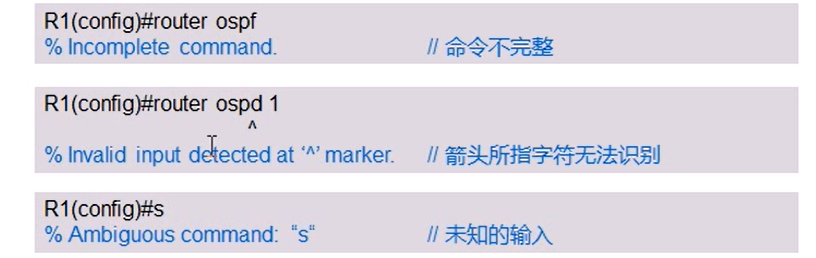 R1(config)#router ospf
% Incomplete command. // 命令不完整
R1(config)#router ospd 1
^
% Invalid input detected at ‘^’ marker. // 箭头所指字符无法识别
R1(config)#s
% Ambiguous command: “s“ // 未知的输入